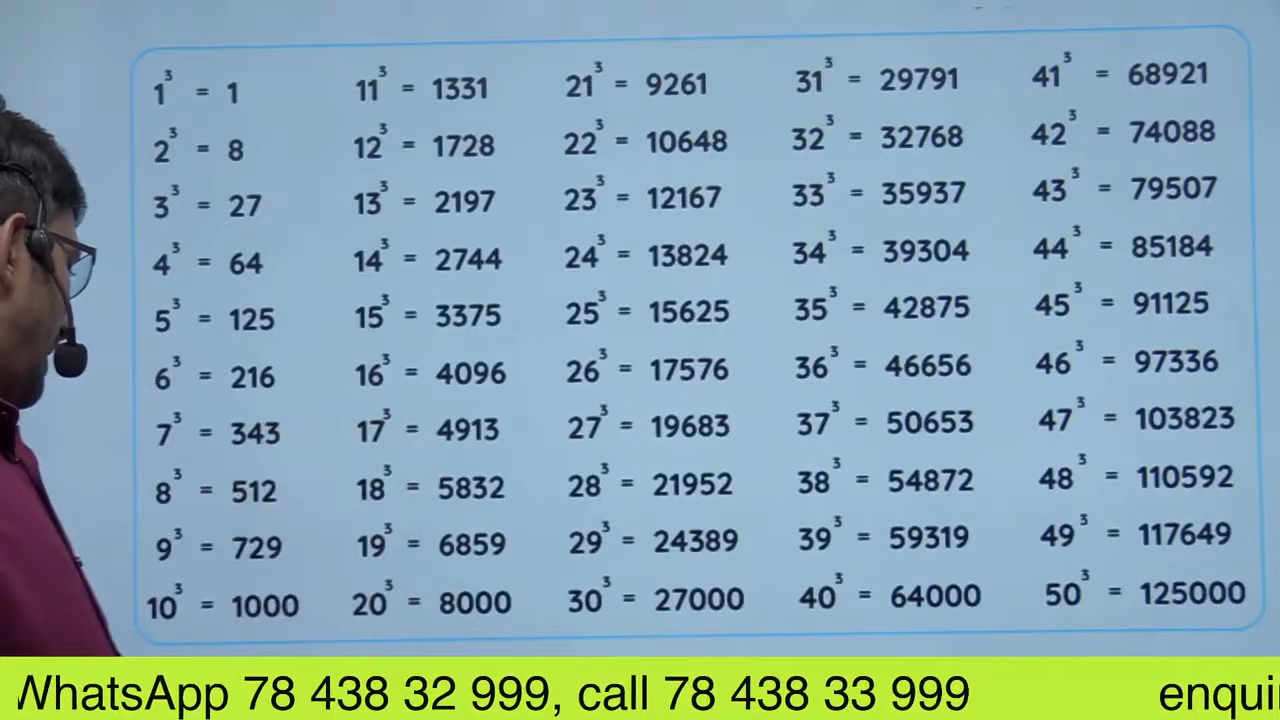 1³ = 1 11³ = 1331 21³ = 9261 31³ = 29791 41³ = 68921
2³ = 8 12³ = 1728 22³ = 10648 32³ = 32768 42³ = 74088
3³ = 27 13³ = 2197 23³ = 12167 33³ = 35937 43³ = 79507
4³ = 64 14³ = 2744 24³ = 13824 34³ = 39304 44³ = 85184
5³ = 125 15³ = 3375 25³ = 15625 35³ = 42875 45³ = 91125
6³ = 216 16³ = 4096 26³ = 17576 36³ = 46656 46³ = 97336
7³ = 343 17³ = 4913 27³ = 19683 37³ = 50653 47³ = 103823
8³ = 512 18³ = 5832 28³ = 21952 38³ = 54872 48³ = 110592
9³ = 729 19³ = 6859 29³ = 24389 39³ = 59319 49³ = 117649
10³ = 1000 20³ = 8000 30³ = 27000 40³ = 64000 50³ = 125000
WhatsApp 78 438 32 999, call 78 438 33 999